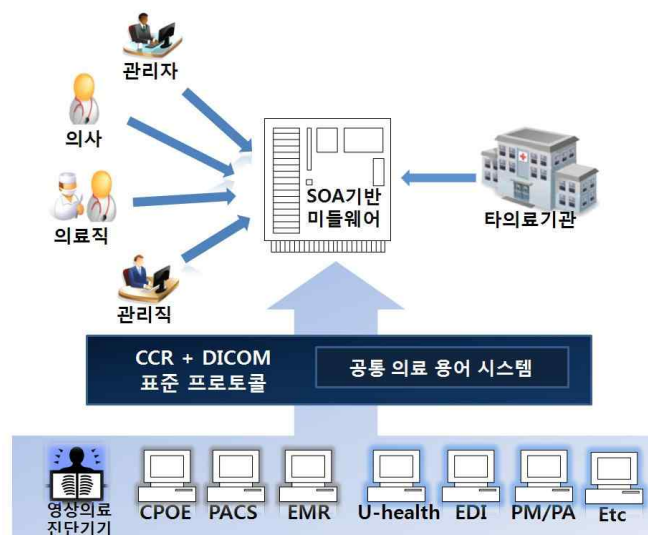 관리자
의사
의료직
관리직
SOA기반
미들웨어
타의료기관
CCR + DICOM
표준 프로토콜
공통 의료 용어 시스템
영상의료
진단기기
CPOE
PACS
EMR
U-health
EDI
PM/PA
Etc